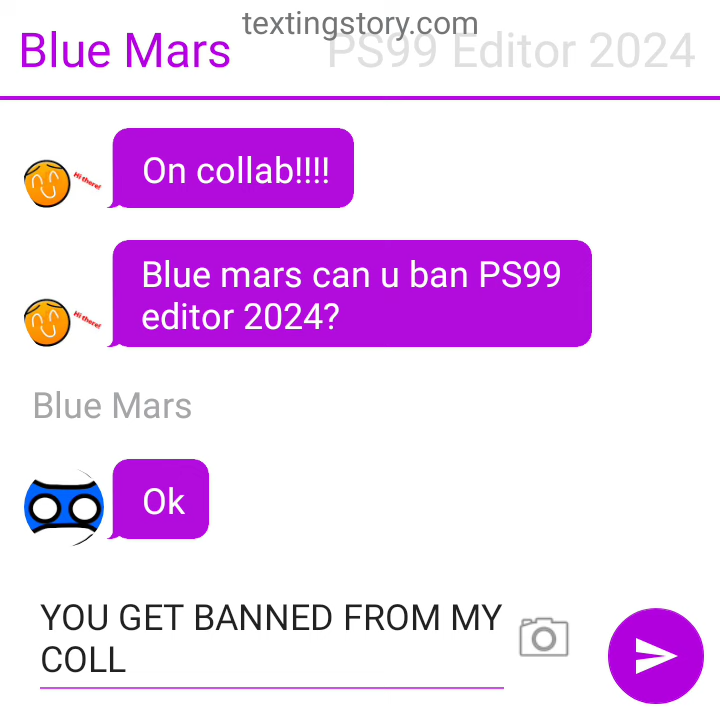 textingstory.com
Blue Mars
PS99 Editor 2024
On collab!!!!
Hi there!
Blue mars can u ban PS99
editor 2024?
Hi there!
Blue Mars
Ok
YOU GET BANNED FROM MY
COLL